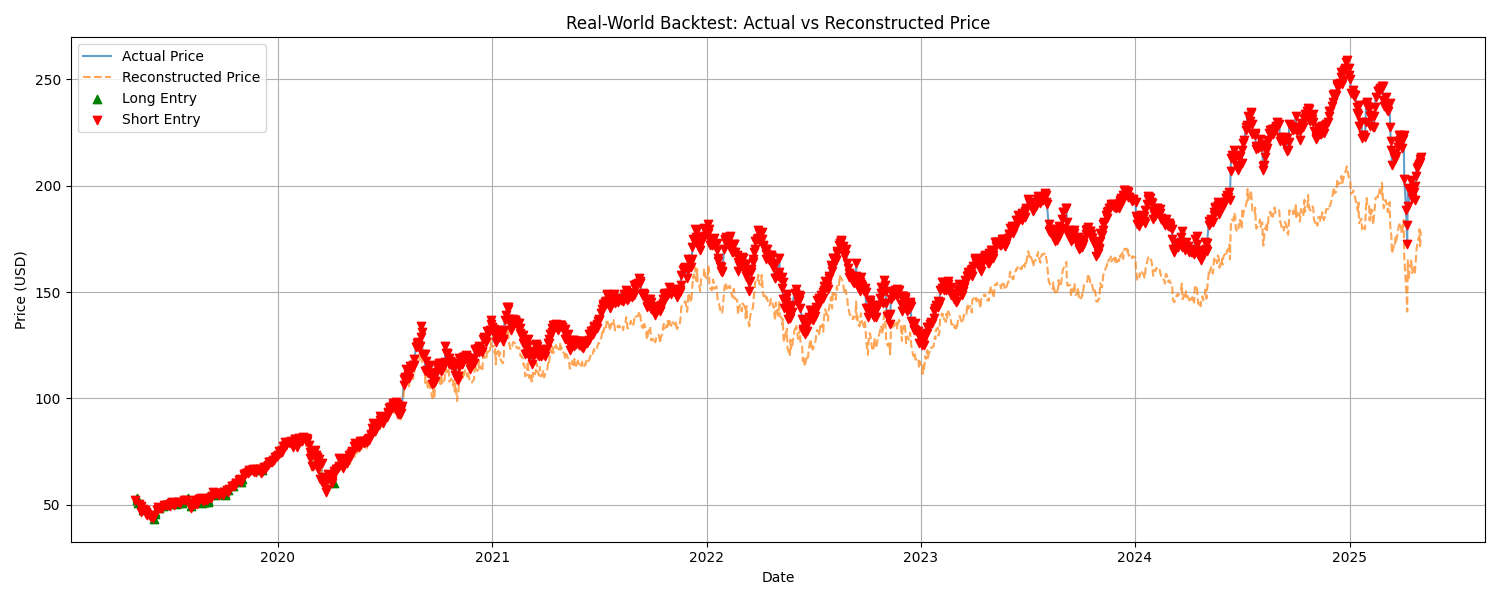 Real-World Backtest: Actual vs Reconstructed Price
Actual Price
Reconstructed Price
Long Entry
Short Entry
Price (USD)
250
200
150
100
50
2020
2021
2022
2023
2024
2025
Date